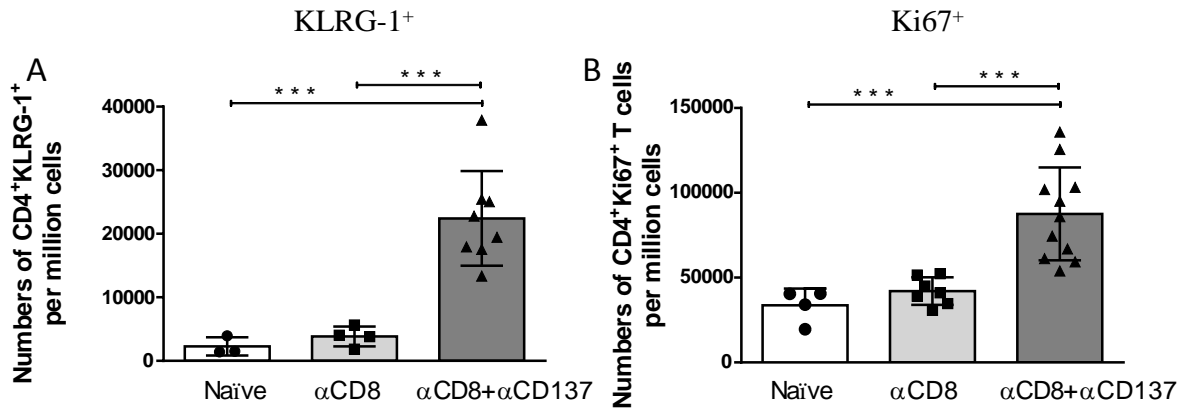 KLRG-1⁺
Ki67⁺
A
Numbers of CD4⁺KLRG-1⁺
per million cells
40000
30000
20000
10000
0
* * *
* * *
Naïve
αCD8
αCD8+αCD137
B
Numbers of CD4⁺Ki67⁺ T cells
per million cells
150000
100000
50000
0
* * *
* * *
Naïve
αCD8
αCD8+αCD137